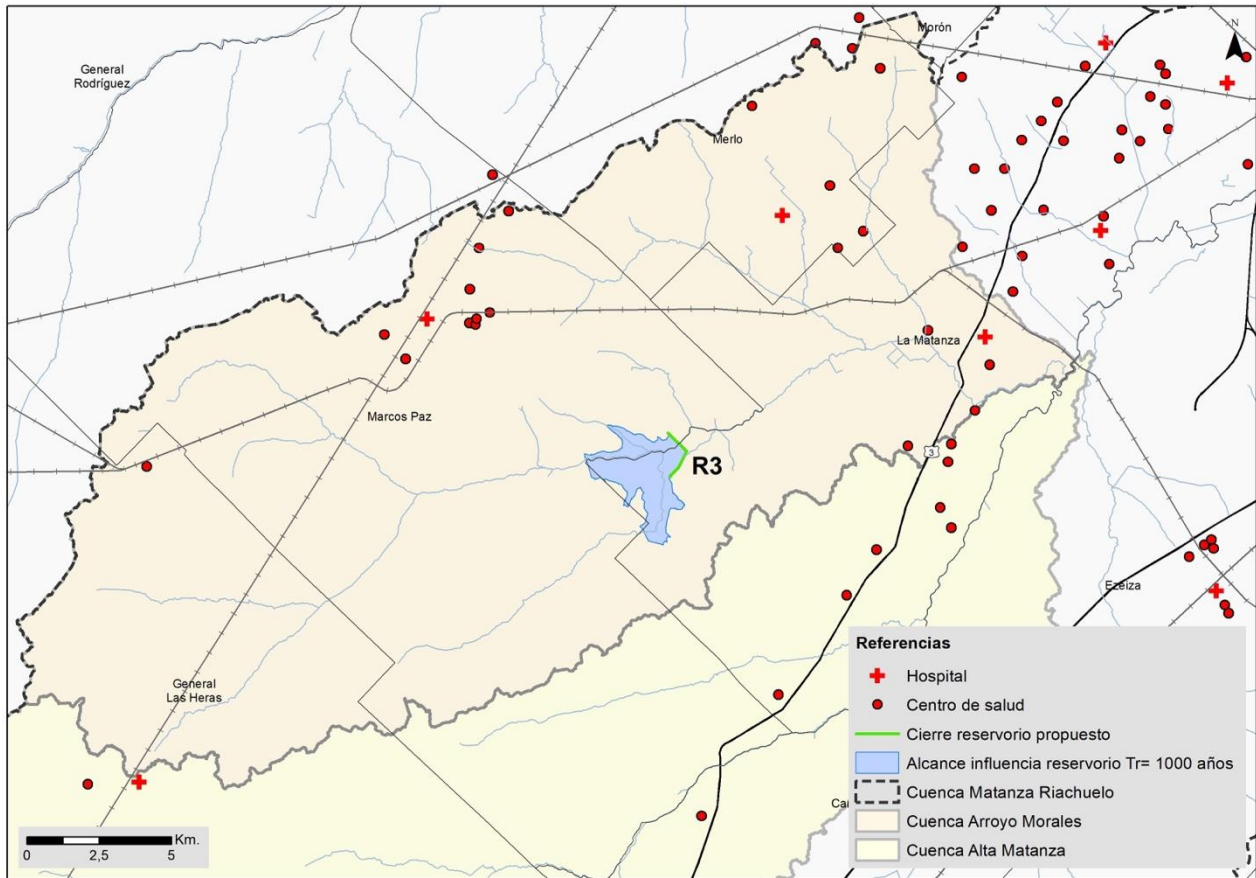 Morón
N
General
Rodríguez
Merlo
La Matanza
Marcos Paz
R3
3
Ezeiza
General
Las Heras
Referencias
Hospital
Centro de salud
Cierre reservorio propuesto
Alcance influencia reservorio Tr= 1000 años
Cuenca Matanza Riachuelo
Cuenca Arroyo Morales
Cuenca Alta Matanza
Km.
0 2,5 5